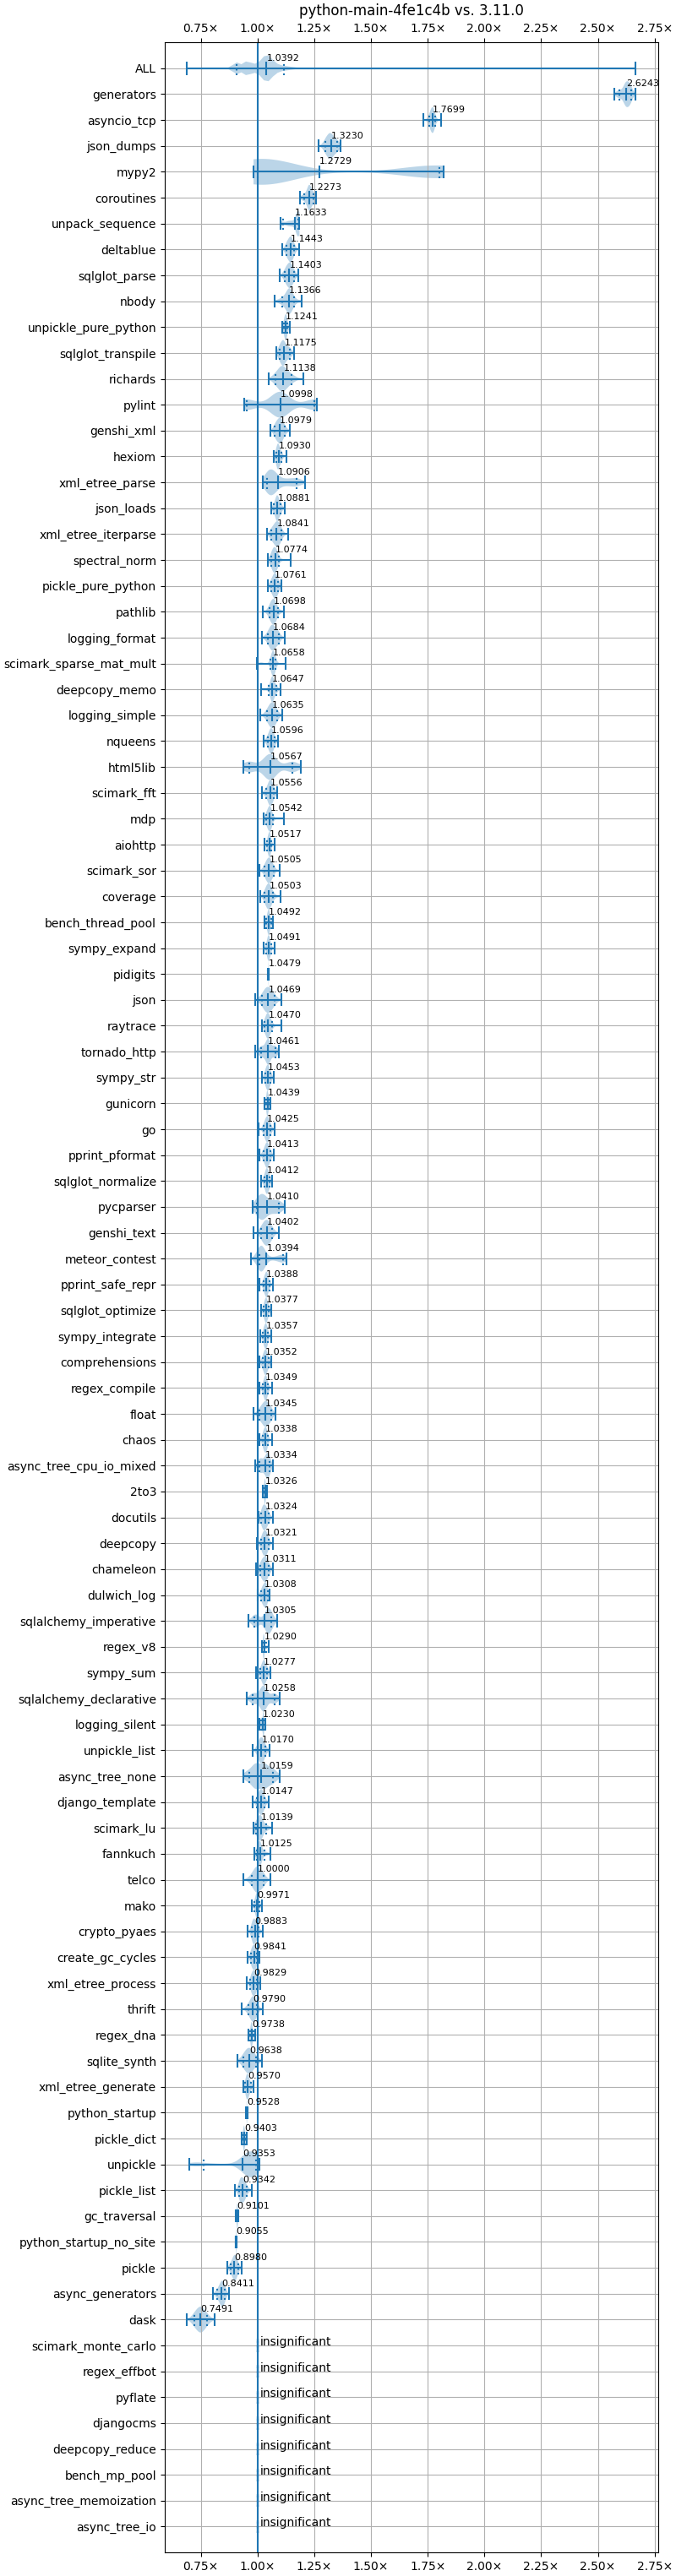 python-main-4fe1c4b vs. 3.11.0
0.75× 1.00× 1.25× 1.50× 1.75× 2.00× 2.25× 2.50× 2.75×
ALL 1.0392
generators 2.6243
asyncio_tcp 1.7699
json_dumps 1.3230
mypy2 1.2729
coroutines 1.2273
unpack_sequence 1.1633
deltablue 1.1443
sqlglot_parse 1.1403
nbody 1.1366
unpickle_pure_python 1.1241
sqlglot_transpile 1.1175
richards 1.1138
pylint 1.0998
genshi_xml 1.0979
hexiom 1.0930
xml_etree_parse 1.0906
json_loads 1.0881
xml_etree_iterparse 1.0841
spectral_norm 1.0774
pickle_pure_python 1.0761
pathlib 1.0698
logging_format 1.0684
scimark_sparse_mat_mult 1.0658
deepcopy_memo 1.0647
logging_simple 1.0635
nqueens 1.0596
html5lib 1.0567
scimark_fft 1.0556
mdp 1.0542
aiohttp 1.0517
scimark_sor 1.0505
coverage 1.0503
bench_thread_pool 1.0492
sympy_expand 1.0491
pidigits 1.0479
json 1.0469
raytrace 1.0470
tornado_http 1.0461
sympy_str 1.0453
gunicorn 1.0439
go 1.0425
pprint_pformat 1.0413
sqlglot_normalize 1.0412
pycparser 1.0410
genshi_text 1.0402
meteor_contest 1.0394
pprint_safe_repr 1.0388
sqlglot_optimize 1.0377
sympy_integrate 1.0357
comprehensions 1.0352
regex_compile 1.0349
float 1.0345
chaos 1.0338
async_tree_cpu_io_mixed 1.0334
2to3 1.0326
docutils 1.0324
deepcopy 1.0321
chameleon 1.0311
dulwich_log 1.0308
sqlalchemy_imperative 1.0305
regex_v8 1.0290
sympy_sum 1.0277
sqlalchemy_declarative 1.0258
logging_silent 1.0230
unpickle_list 1.0170
async_tree_none 1.0159
django_template 1.0147
scimark_lu 1.0139
fannkuch 1.0125
telco 1.0000
mako 0.9971
crypto_pyaes 0.9883
create_gc_cycles 0.9841
xml_etree_process 0.9829
thrift 0.9790
regex_dna 0.9738
sqlite_synth 0.9638
xml_etree_generate 0.9570
python_startup 0.9528
pickle_dict 0.9403
unpickle 0.9353
pickle_list 0.9342
gc_traversal 0.9101
python_startup_no_site 0.9055
pickle 0.8980
async_generators 0.8411
dask 0.7491
scimark_monte_carlo insignificant
regex_effbot insignificant
pyflate insignificant
djangocms insignificant
deepcopy_reduce insignificant
bench_mp_pool insignificant
async_tree_memoization insignificant
async_tree_io insignificant
0.75× 1.00× 1.25× 1.50× 1.75× 2.00× 2.25× 2.50× 2.75×